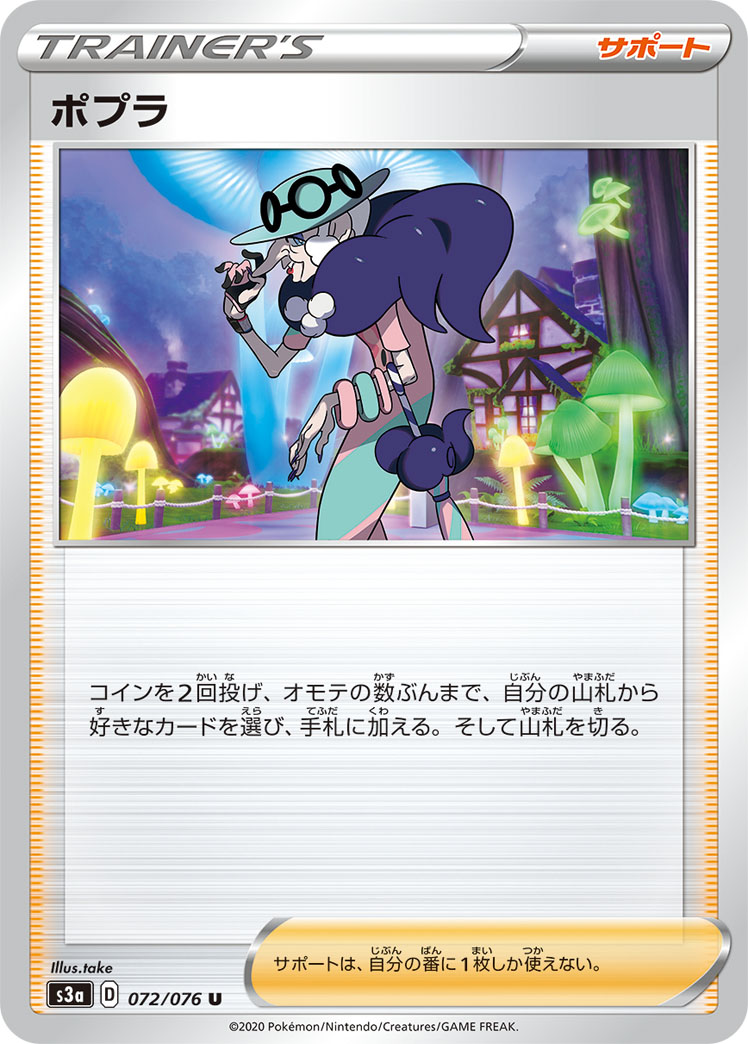 TRAINER'S サポート
ポプラ
コインを2回投げ、オモテの数ぶんまで、自分の山札から
好きなカードを選び、手札に加える。そして山札を切る。
Illus.take
サポートは、自分の番に1枚しか使えない。
s3a D 072/076 U
©2020 Pokémon/Nintendo/Creatures/GAME FREAK.